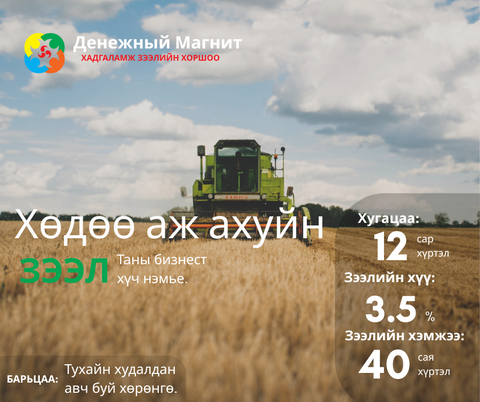 Денежный Магнит
ХАДГАЛАМЖ ЗЭЭЛИЙН ХОРШОО
Хөдөө аж ахуйн
ЗЭЭЛ
Таны бизнест
хүч нэмье.
Хугацаа:
12 сар
хүртэл
Зээлийн хүү:
3.5 %
Зээлийн хэмжээ:
40 сая
хүртэл
БАРЬЦАА:
Тухайн худалдан
авч буй хөрөнгө.